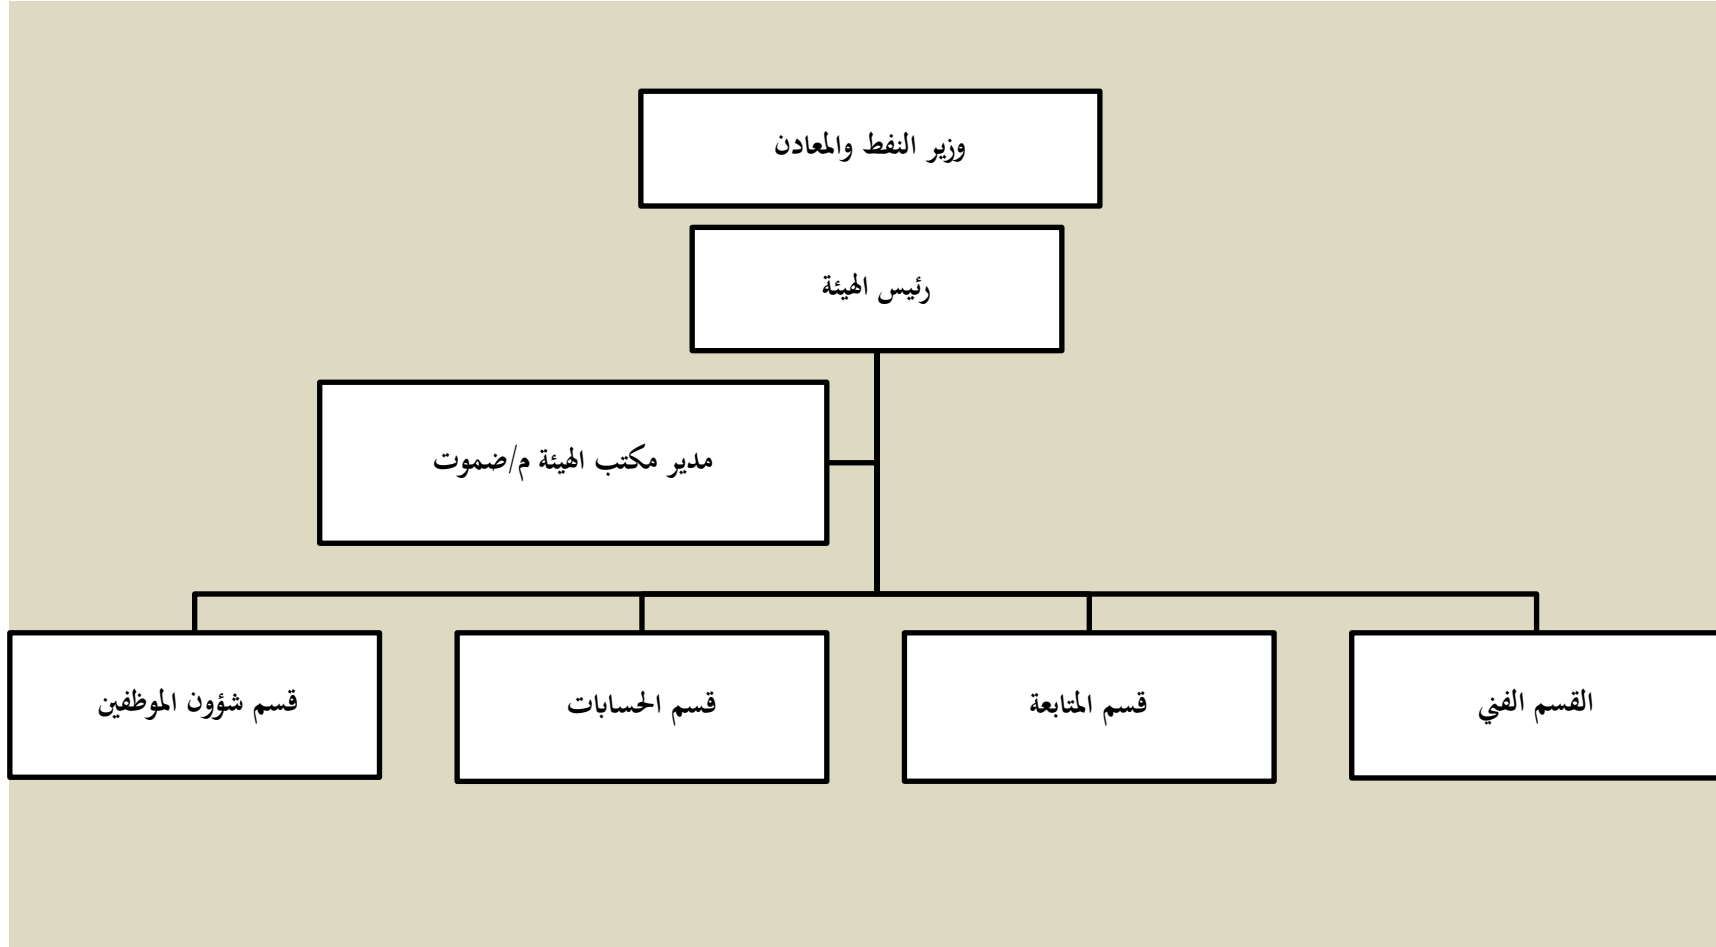 وزير النفط والمعادن
رئيس الهيئة
مدير مكتب الهيئة م/ضموت
القسم الفني
قسم المتابعة
قسم الحسابات
قسم شؤون الموظفين